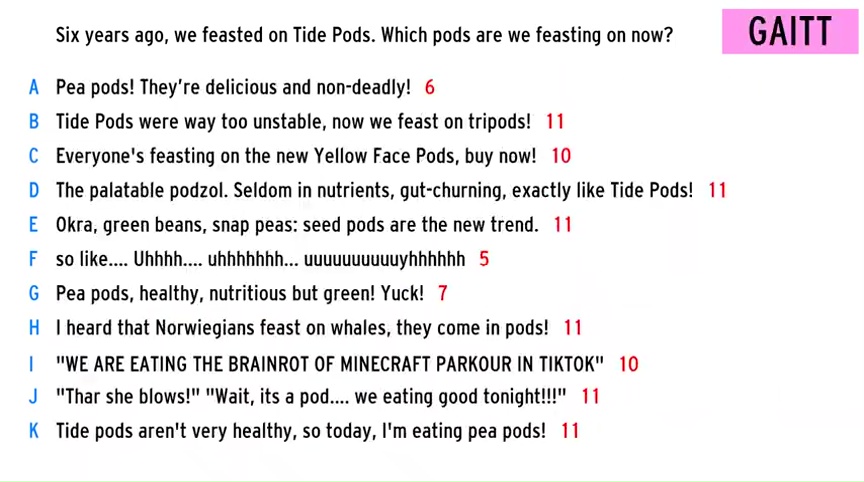 Six years ago, we feasted on Tide Pods. Which pods are we feasting on now?
GAITT
A Pea pods! They're delicious and non-deadly! 6
B Tide Pods were way too unstable, now we feast on tripods! 11
C Everyone's feasting on the new Yellow Face Pods, buy now! 10
D The palatable podzol. Seldom in nutrients, gut-churning, exactly like Tide Pods! 11
E Okra, green beans, snap peas: seed pods are the new trend. 11
F so like.... Uhhhh.... uhhhhhhh... uuuuuuuuuuyhhhhhh 5
G Pea pods, healthy, nutritious but green! Yuck! 7
H I heard that Norwiegians feast on whales, they come in pods! 11
I "WE ARE EATING THE BRAINROT OF MINECRAFT PARKOUR IN TIKTOK" 10
J "Thar she blows!" "Wait, its a pod.... we eating good tonight!!!" 11
K Tide pods aren't very healthy, so today, I'm eating pea pods! 11